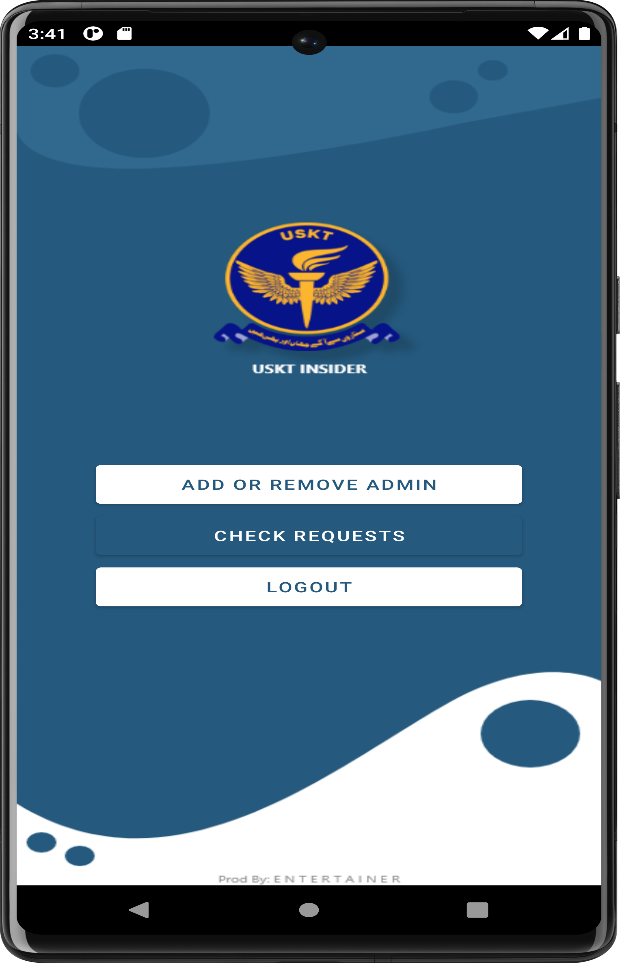 3:41
USKT
USKT INSIDER
ADD OR REMOVE ADMIN
CHECK REQUESTS
LOGOUT
Prod By: ENTERTAINER